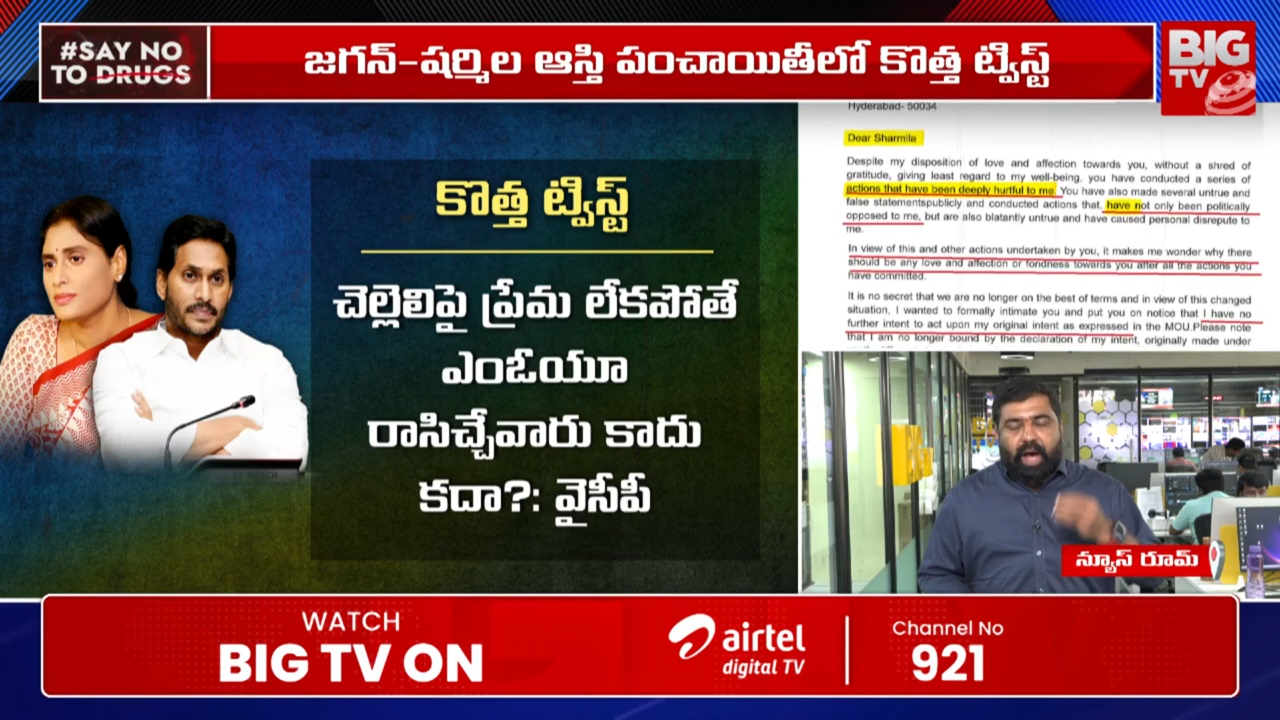 #SAY NO
TO DRUGS
జగన్-షర్మిల ఆస్తి పంచాయితీలో కొత్త ట్విస్ట్
BIG
TV
కొత్త ట్విస్ట్
చెల్లెలిపై ప్రేమ లేకపోతే
ఎంఓయూ
రాసిచ్చేవారు కాదు
కదా?: వైసీపీ
Hyderabad- 50034
Dear Sharmila
Despite my disposition of love and affection towards you, without a shred of
gratitude, giving least regard to my well-being, you have conducted a series of
actions that have been deeply hurtful to me. You have also made several untrue and
false statementspublicly and conducted actions that, have not only been politically
opposed to me, but are also blatantly untrue and have caused personal disrepute to
me.
In view of this and other actions undertaken by you, it makes me wonder why there
should be any love and affection or fondness towards you after all the actions you
have committed.
It is no secret that we are no longer on the best of terms and in view of this changed
situation, I wanted to formally intimate you and put you on notice that I have no
further intent to act upon my original intent as expressed in the MOU.Please note
that I am no longer bound by the declaration of my intent, originally made under
న్యూస్ రూమ్
WATCH
BIG TV ON
airtel
digital TV
Channel No
921